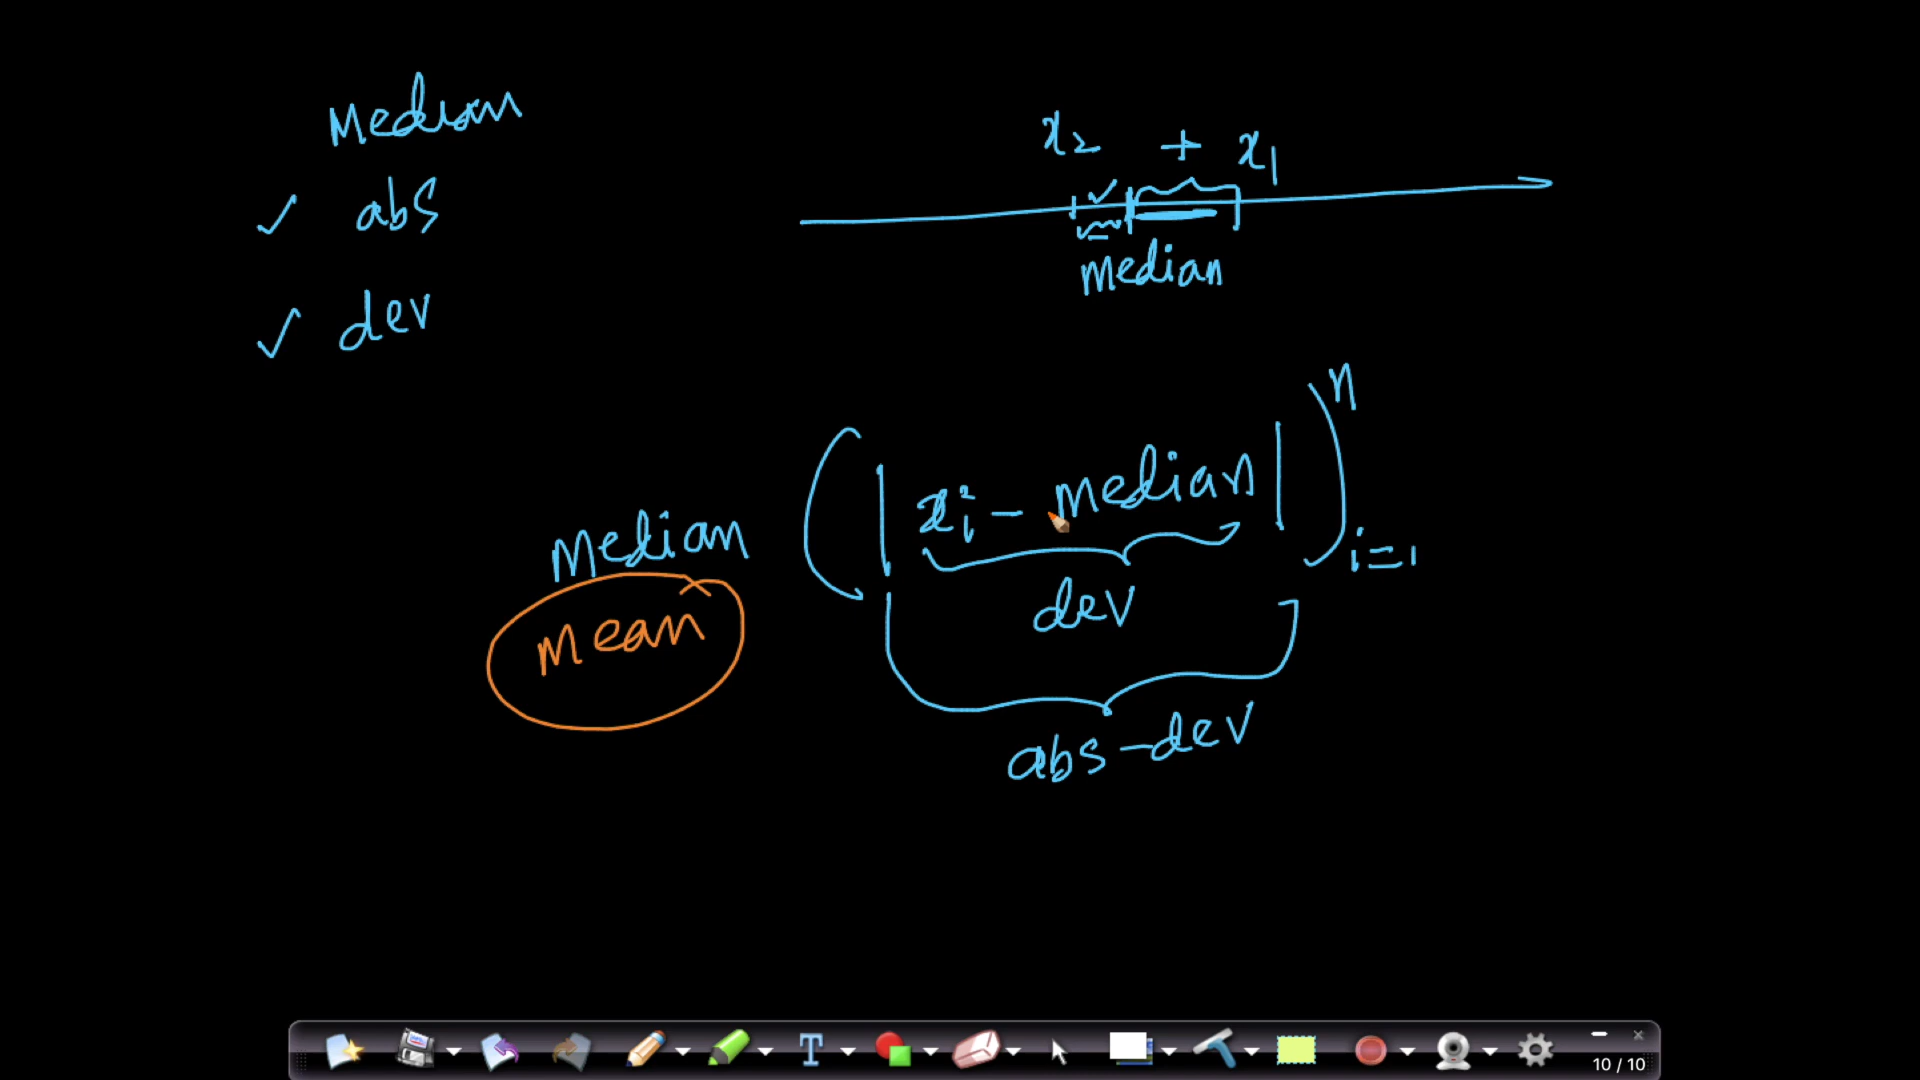 Median
abs
dev
x₂ + x₁
median
n
Median ( | xᵢ - median | )
i=1
mean
dev
abs-dev
T
10 / 10